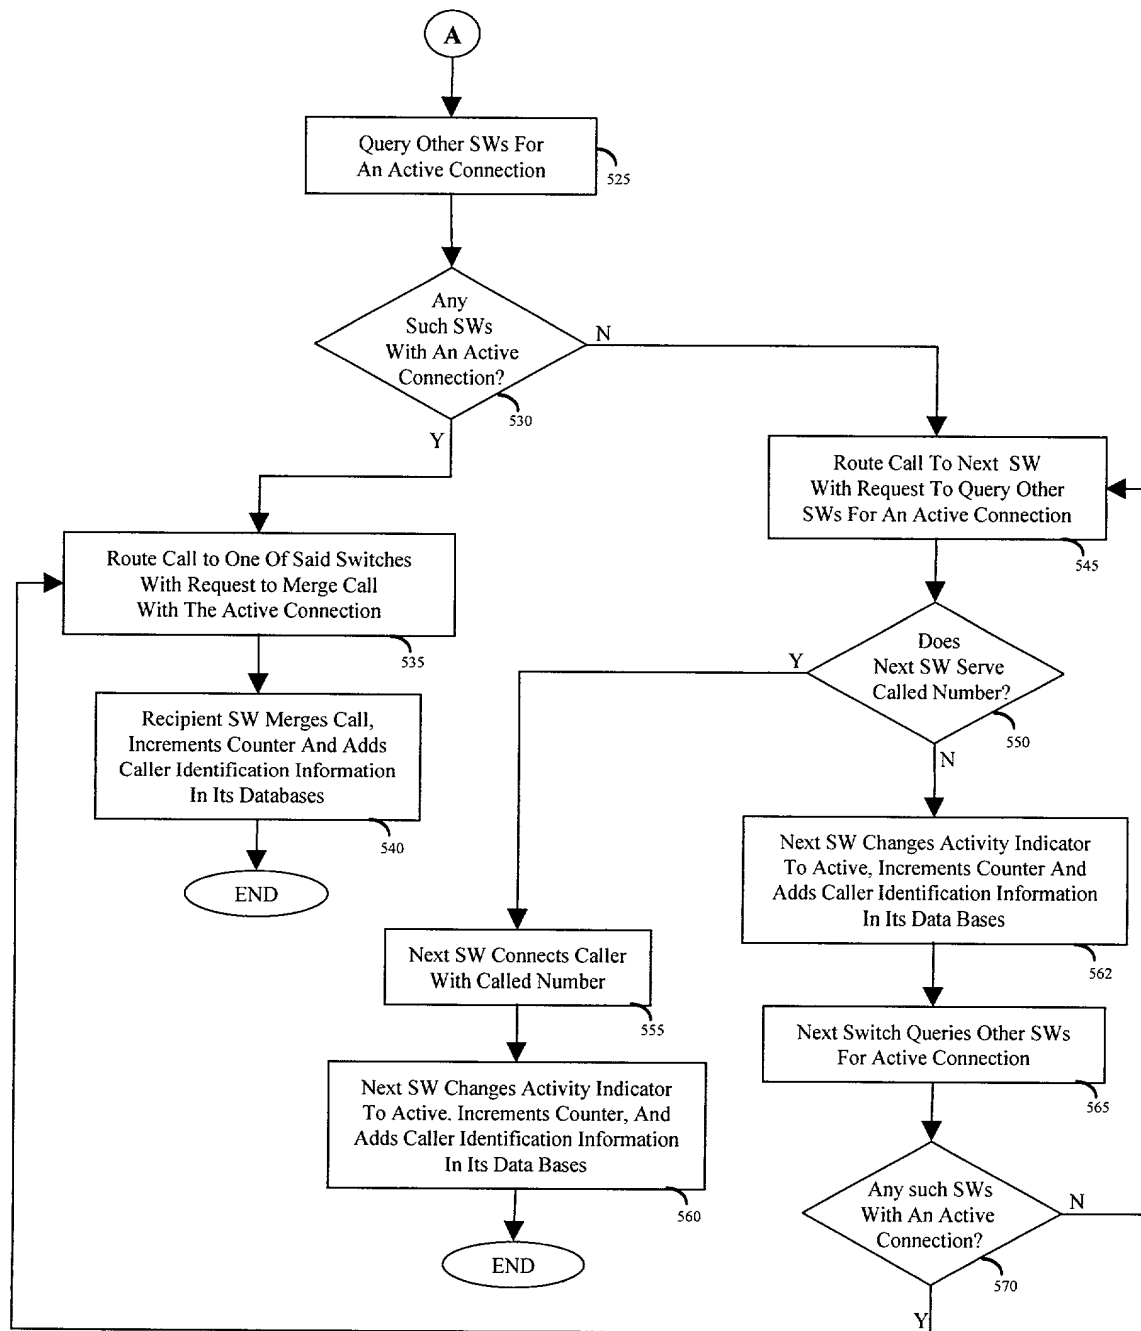 A
Query Other SWs For
An Active Connection
525
Any
Such SWs
With An Active
Connection?
530
N
Y
Route Call To Next SW
With Request To Query Other
SWs For An Active Connection
545
Route Call to One Of Said Switches
With Request to Merge Call
With The Active Connection
535
Does
Next SW Serve
Called Number?
550
Y
N
Recipient SW Merges Call,
Increments Counter And Adds
Caller Identification Information
In Its Databases
540
END
Next SW Changes Activity Indicator
To Active, Increments Counter And
Adds Caller Identification Information
In Its Data Bases
562
Next SW Connects Caller
With Called Number
555
Next Switch Queries Other SWs
For Active Connection
565
Next SW Changes Activity Indicator
To Active. Increments Counter, And
Adds Caller Identification Information
In Its Data Bases
560
END
Any such SWs
With An Active
Connection?
570
N
Y